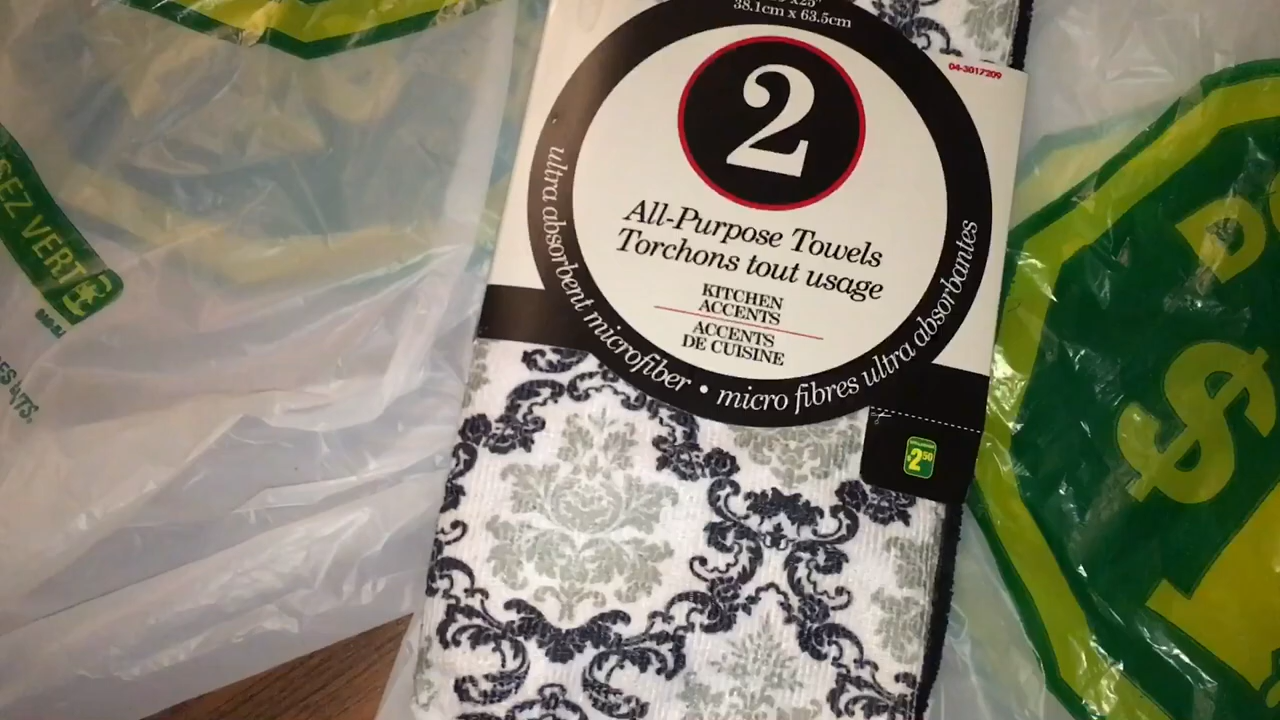 38.1cm x 63.5cm
04-3017209
2
All-Purpose Towels
Torchons tout usage
KITCHEN
ACCENTS
ACCENTS
DE CUISINE
ultra absorbent microfiber • micro fibres ultra absorbantes
$2.50
VERT
$